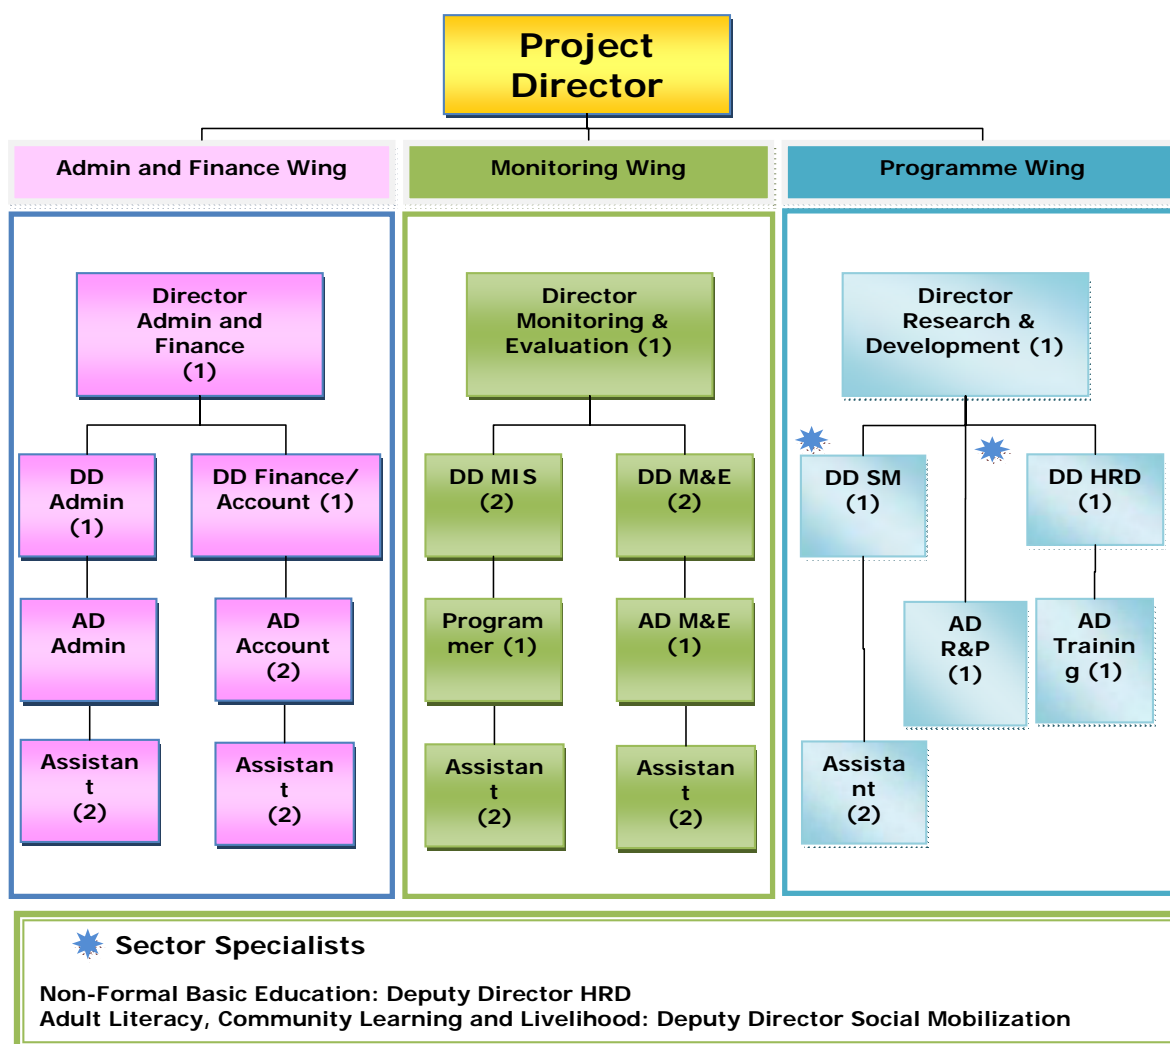 Project
Director
Admin and Finance Wing
Monitoring Wing
Programme Wing
Director
Admin and
Finance
(1)
Director
Monitoring &
Evaluation (1)
Director
Research &
Development (1)
DD
Admin
(1)
DD Finance/
Account (1)
DD MIS
(2)
DD M&E
(2)
DD SM
(1)
DD HRD
(1)
AD
Admin
AD
Account
(2)
Program
mer (1)
AD M&E
(1)
AD
R&P
(1)
AD
Trainin
g (1)
Assistan
t
(2)
Assistan
t
(2)
Assistan
t
(2)
Assistan
t
(2)
Assista
nt
(2)
Sector Specialists
Non-Formal Basic Education: Deputy Director HRD
Adult Literacy, Community Learning and Livelihood: Deputy Director Social Mobilization